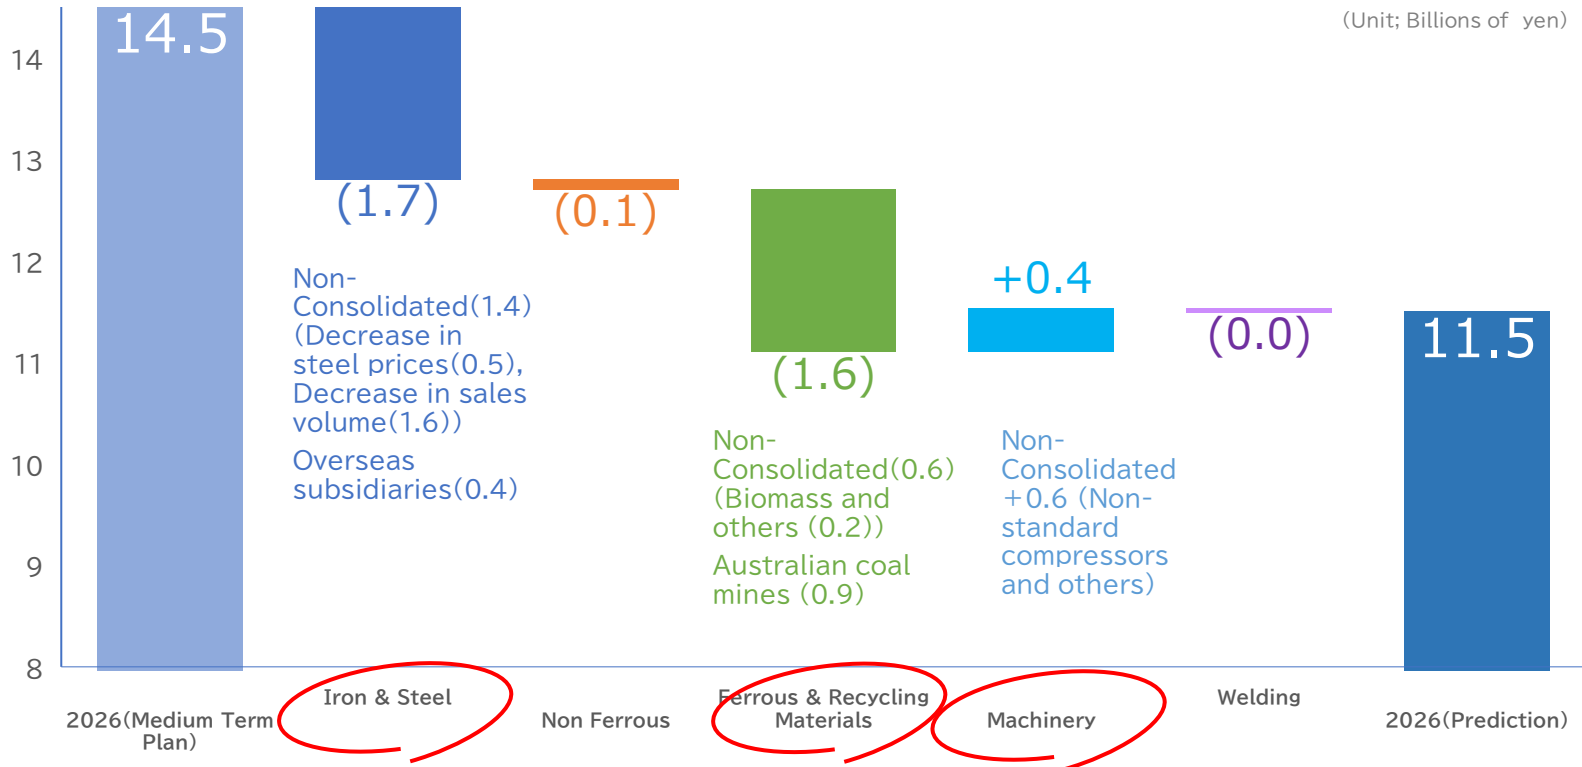 (Unit; Billions of yen)
14
13
12
11
10
9
8
14.5
(1.7)
Non-
Consolidated(1.4)
(Decrease in
steel prices(0.5),
Decrease in sales
volume(1.6))
Overseas
subsidiaries(0.4)
(0.1)
(1.6)
Non-
Consolidated(0.6)
(Biomass and
others (0.2))
Australian coal
mines (0.9)
+0.4
Non-
Consolidated
+0.6 (Non-
standard
compressors
and others)
(0.0)
11.5
2026(Medium Term
Plan)
Iron & Steel
Non Ferrous
Ferrous & Recycling
Materials
Machinery
Welding
2026(Prediction)